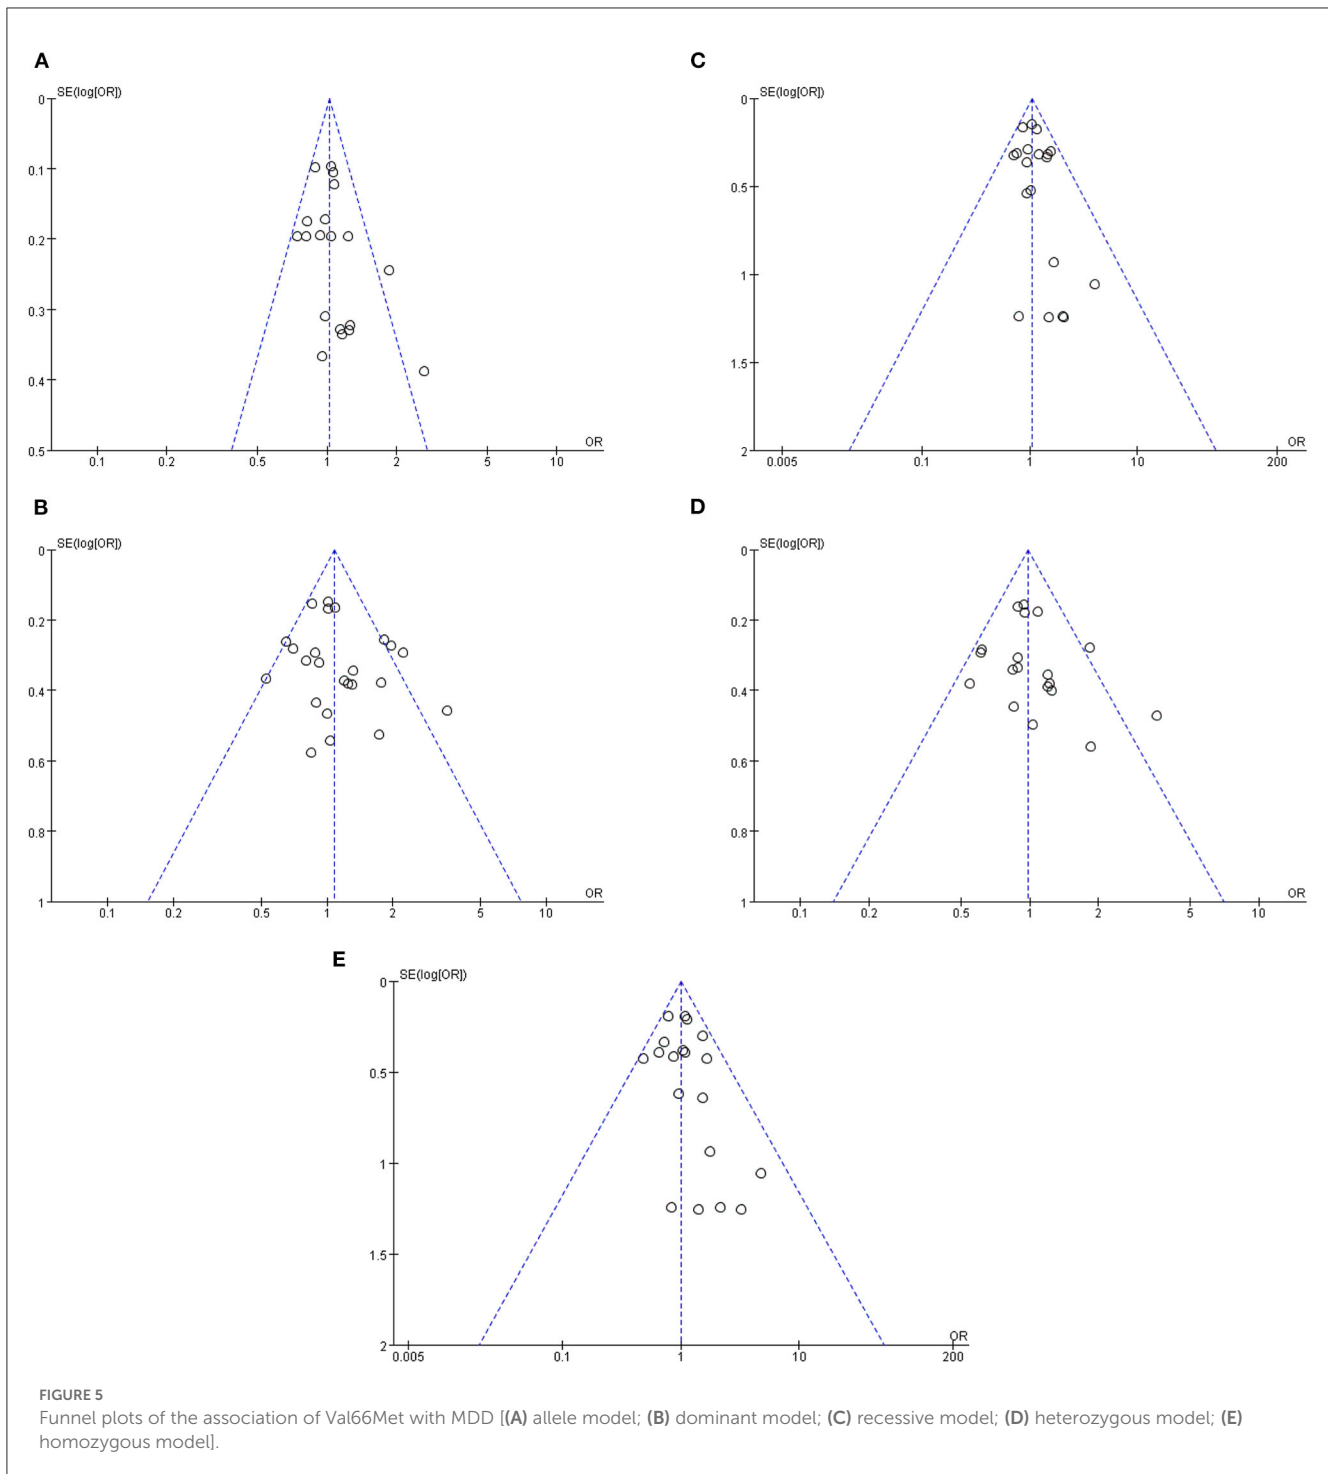 A
SE(log[OR])
0
0.1
0.2
0.3
0.4
0.5
OR
0.1 0.2 0.5 1 2 5 10
C
SE(log[OR])
0
0.5
1
1.5
2
OR
0.005 0.1 1 10 200
B
SE(log[OR])
0
0.2
0.4
0.6
0.8
1
OR
0.1 0.2 0.5 1 2 5 10
D
SE(log[OR])
0
0.2
0.4
0.6
0.8
1
OR
0.1 0.2 0.5 1 2 5 10
E
SE(log[OR])
0
0.5
1
1.5
2
OR
0.005 0.1 1 10 200
FIGURE 5
Funnel plots of the association of Val66Met with MDD [(A) allele model; (B) dominant model; (C) recessive model; (D) heterozygous model; (E)
homozygous model].